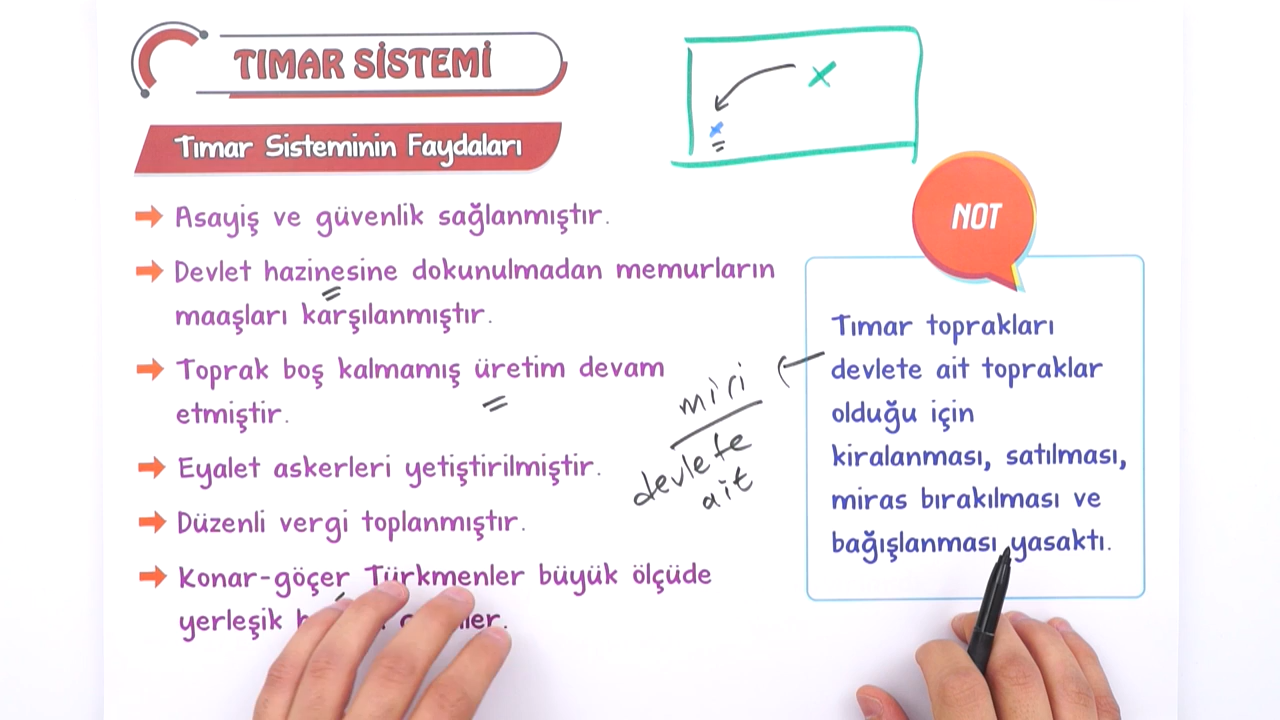 TIMAR SİSTEMİ
Tımar Sisteminin Faydaları
Asayiş ve güvenlik sağlanmıştır.
Devlet hazinesine dokunulmadan memurların
maaşları karşılanmıştır.
Toprak boş kalmamış üretim devam
etmiştir.
Eyalet askerleri yetiştirilmiştir.
Düzenli vergi toplanmıştır.
Konar-göçer Türkmenler büyük ölçüde
yerleşik
miri
devlete
ait
NOT
Tımar toprakları
devlete ait topraklar
olduğu için
kiralanması, satılması,
miras bırakılması ve
bağışlanması yasaktı.